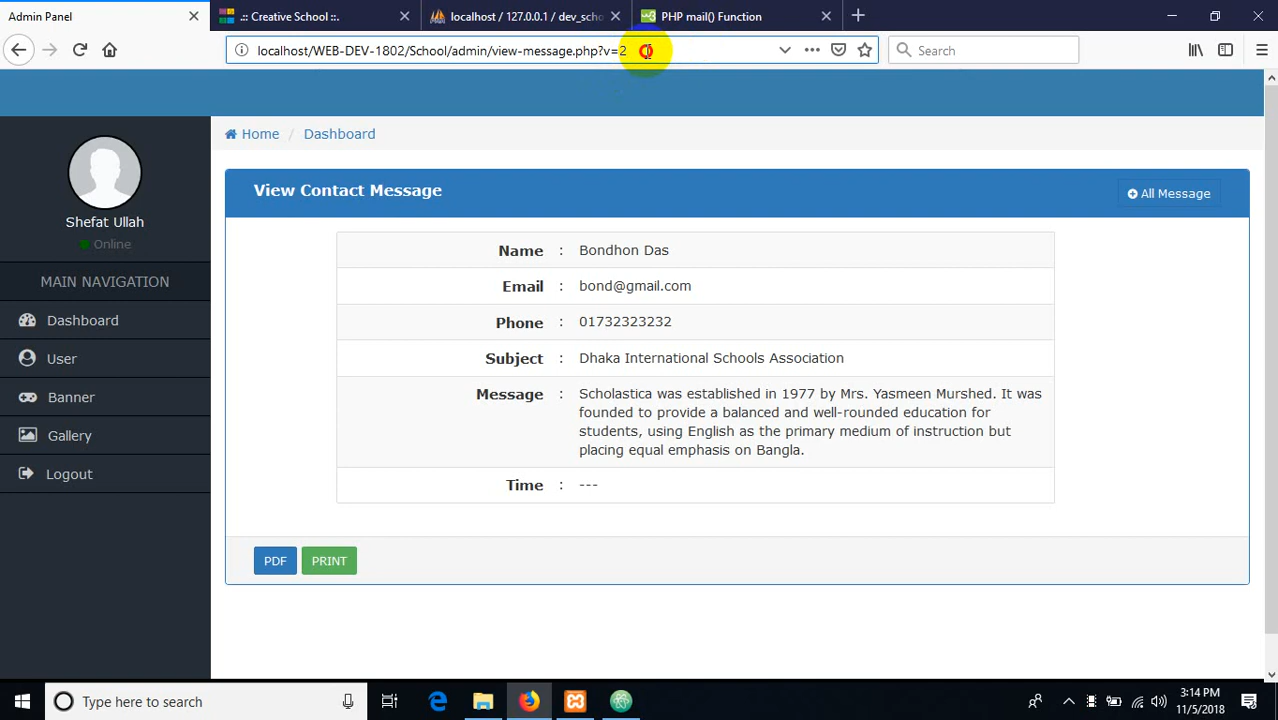 Admin Panel
.:: Creative School ::.
localhost / 127.0.0.1 / dev_scho
PHP mail() Function
localhost/WEB-DEV-1802/School/admin/view-message.php?v=2
Search
Home / Dashboard
Shefat Ullah
Online
MAIN NAVIGATION
Dashboard
User
Banner
Gallery
Logout
View Contact Message
All Message
Name : Bondhon Das
Email : bond@gmail.com
Phone : 01732323232
Subject : Dhaka International Schools Association
Message : Scholastica was established in 1977 by Mrs. Yasmeen Murshed. It was
founded to provide a balanced and well-rounded education for
students, using English as the primary medium of instruction but
placing equal emphasis on Bangla.
Time : ---
PDF
PRINT
Type here to search
3:14 PM
11/5/2018